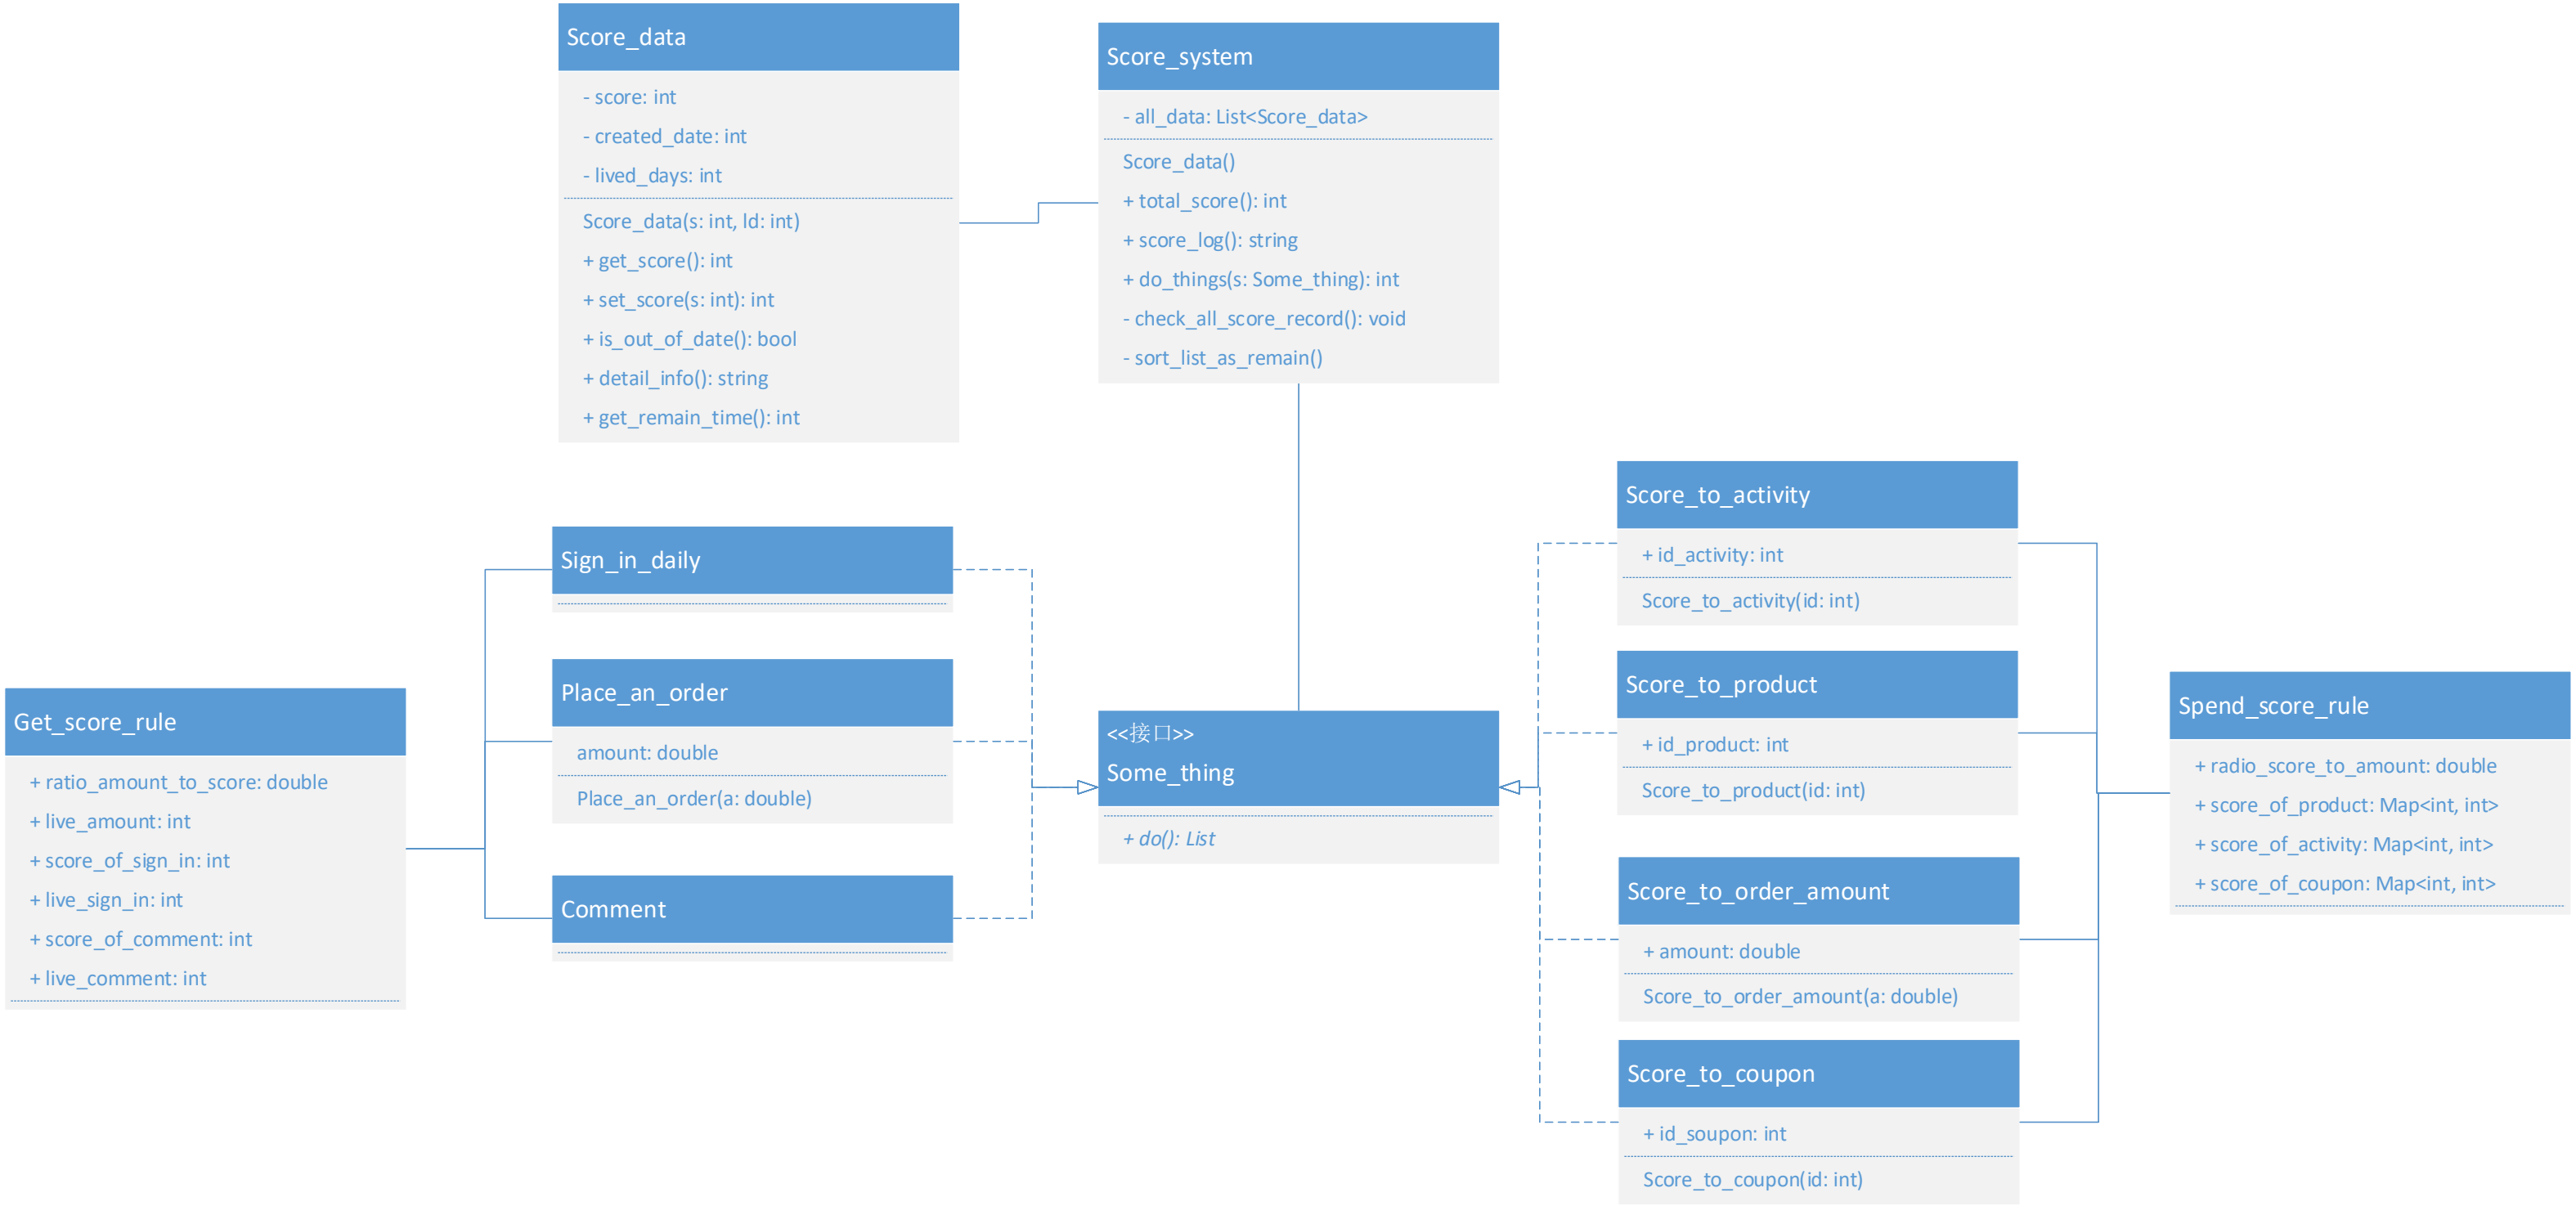 Score_data
- score: int
- created_date: int
- lived_days: int
Score_data(s: int, ld: int)
+ get_score(): int
+ set_score(s: int): int
+ is_out_of_date(): bool
+ detail_info(): string
+ get_remain_time(): int
Score_system
- all_data: List<Score_data>
Score_data()
+ total_score(): int
+ score_log(): string
+ do_things(s: Some_thing): int
- check_all_score_record(): void
- sort_list_as_remain()
Get_score_rule
+ ratio_amount_to_score: double
+ live_amount: int
+ score_of_sign_in: int
+ live_sign_in: int
+ score_of_comment: int
+ live_comment: int
Sign_in_daily
Place_an_order
amount: double
Place_an_order(a: double)
Comment
<<接口>>
Some_thing
+ do(): List
Score_to_activity
+ id_activity: int
Score_to_activity(id: int)
Score_to_product
+ id_product: int
Score_to_product(id: int)
Score_to_order_amount
+ amount: double
Score_to_order_amount(a: double)
Score_to_coupon
+ id_soupon: int
Score_to_coupon(id: int)
Spend_score_rule
+ radio_score_to_amount: double
+ score_of_product: Map<int, int>
+ score_of_activity: Map<int, int>
+ score_of_coupon: Map<int, int>